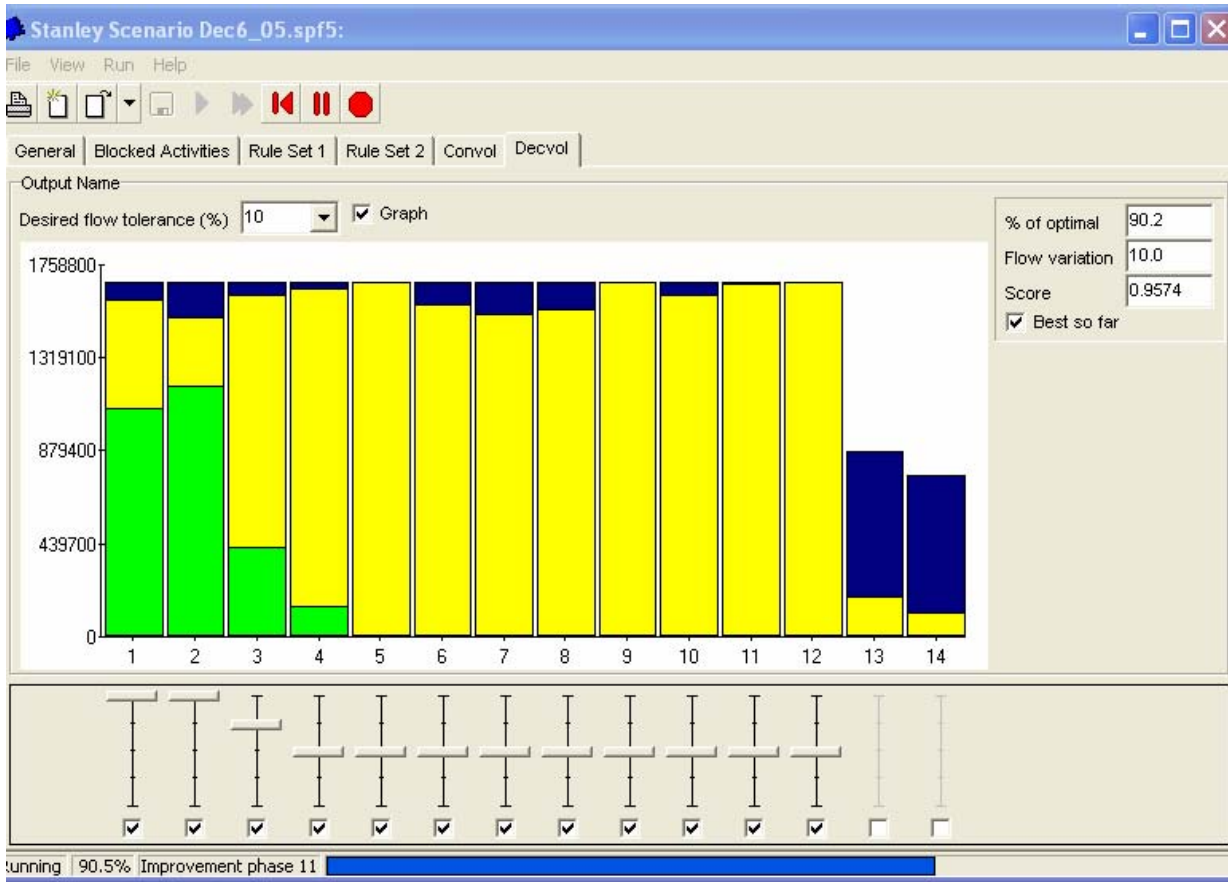 Stanley Scenario Dec6_05.spf5:
File View Run Help
General Blocked Activities Rule Set 1 Rule Set 2 Convol Decvol
Output Name
Desired flow tolerance (%) 10 Graph
% of optimal 90.2
Flow variation 10.0
Score 0.9574
Best so far
1758800
1319100
879400
439700
0
1 2 3 4 5 6 7 8 9 10 11 12 13 14
Running 90.5% Improvement phase 11